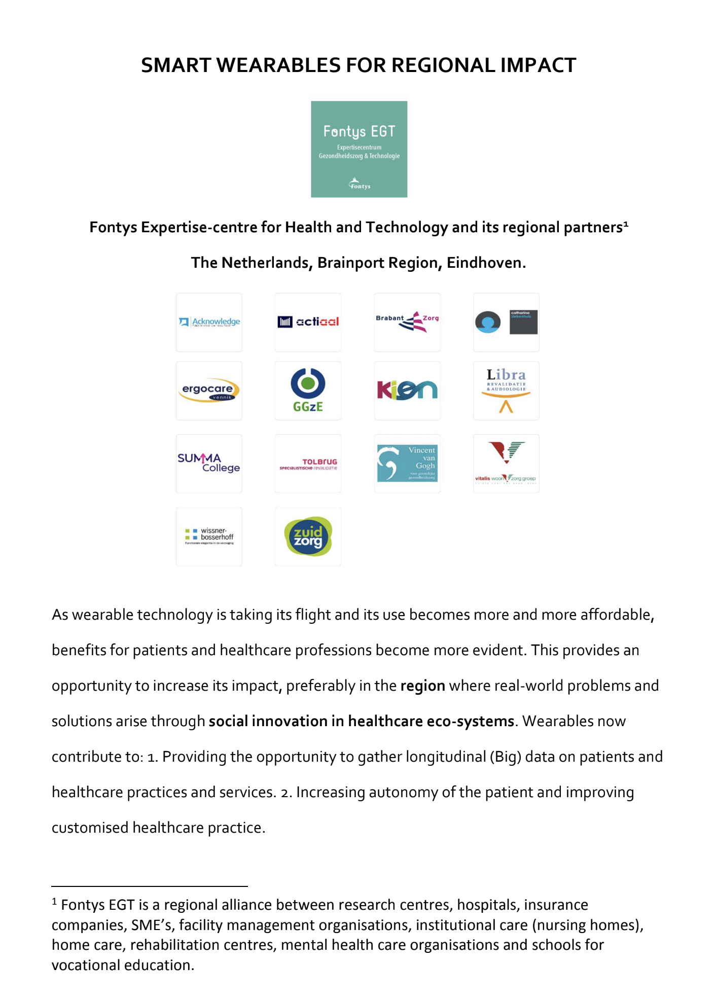 SMART WEARABLES FOR REGIONAL IMPACT
Fontys EGT
Expertisecentrum
Gezondheidszorg & Technologie
Fontys
Fontys Expertise-centre for Health and Technology and its regional partners¹
The Netherlands, Brainport Region, Eindhoven.
Acknowledge
actiaal
Brabant Zorg
catharina
ziekenhuis
ergocare
vennik
GGzE
Kien
Libra
REVALIDATIE
& AUDIOLOGIE
SUMMA
College
TOLBrUG
SPECIALISTISCHE revalidatie
Vincent
van
Gogh
voor geestelijke
gezondheidszorg
vitalis woon zorg groep
wissner-
bosserhoff
Functionele elegantie in de verpleging
zuid
zorg
As wearable technology is taking its flight and its use becomes more and more affordable,
benefits for patients and healthcare professions become more evident. This provides an
opportunity to increase its impact, preferably in the region where real-world problems and
solutions arise through social innovation in healthcare eco-systems. Wearables now
contribute to: 1. Providing the opportunity to gather longitudinal (Big) data on patients and
healthcare practices and services. 2. Increasing autonomy of the patient and improving
customised healthcare practice.
¹ Fontys EGT is a regional alliance between research centres, hospitals, insurance
companies, SME’s, facility management organisations, institutional care (nursing homes),
home care, rehabilitation centres, mental health care organisations and schools for
vocational education.